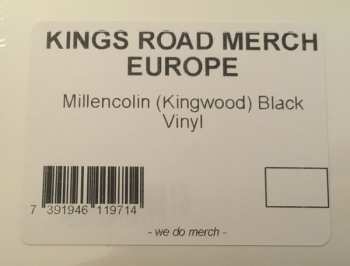 KINGS ROAD MERCH
EUROPE
Millencolin (Kingwood) Black
Vinyl
7 391946 119714
- we do merch -